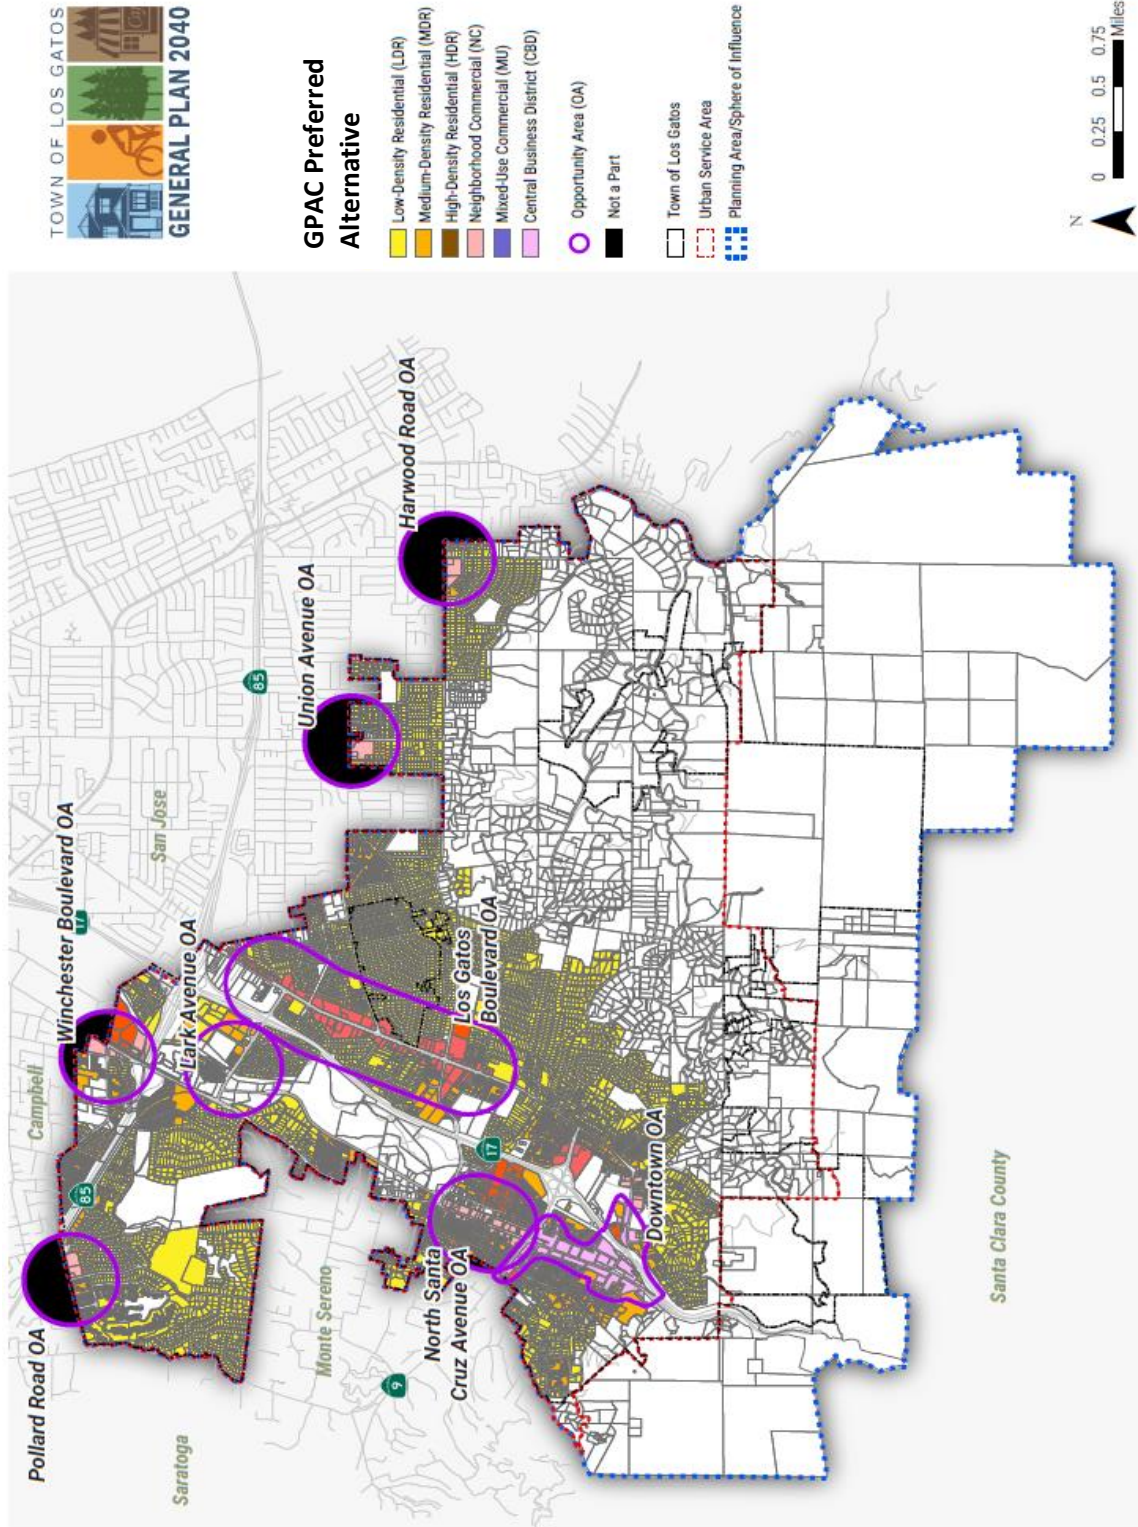 TOWN OF LOS GATOS
GENERAL PLAN 2040
GPAC Preferred
Alternative
Low-Density Residential (LDR)
Medium-Density Residential (MDR)
High-Density Residential (HDR)
Neighborhood Commercial (NC)
Mixed-Use Commercial (MU)
Central Business District (CBD)
Opportunity Area (OA)
Not a Part
Town of Los Gatos
Urban Service Area
Planning Area/Sphere of Influence
N
0 0.25 0.5 0.75
Miles
Pollard Road OA
Winchester Boulevard OA
Lark Avenue OA
Union Avenue OA
Harwood Road OA
Los Gatos
Boulevard OA
North Santa
Cruz Avenue OA
Downtown OA
Campbell
San Jose
Saratoga
Monte Sereno
Santa Clara County
85
17
85
17
9